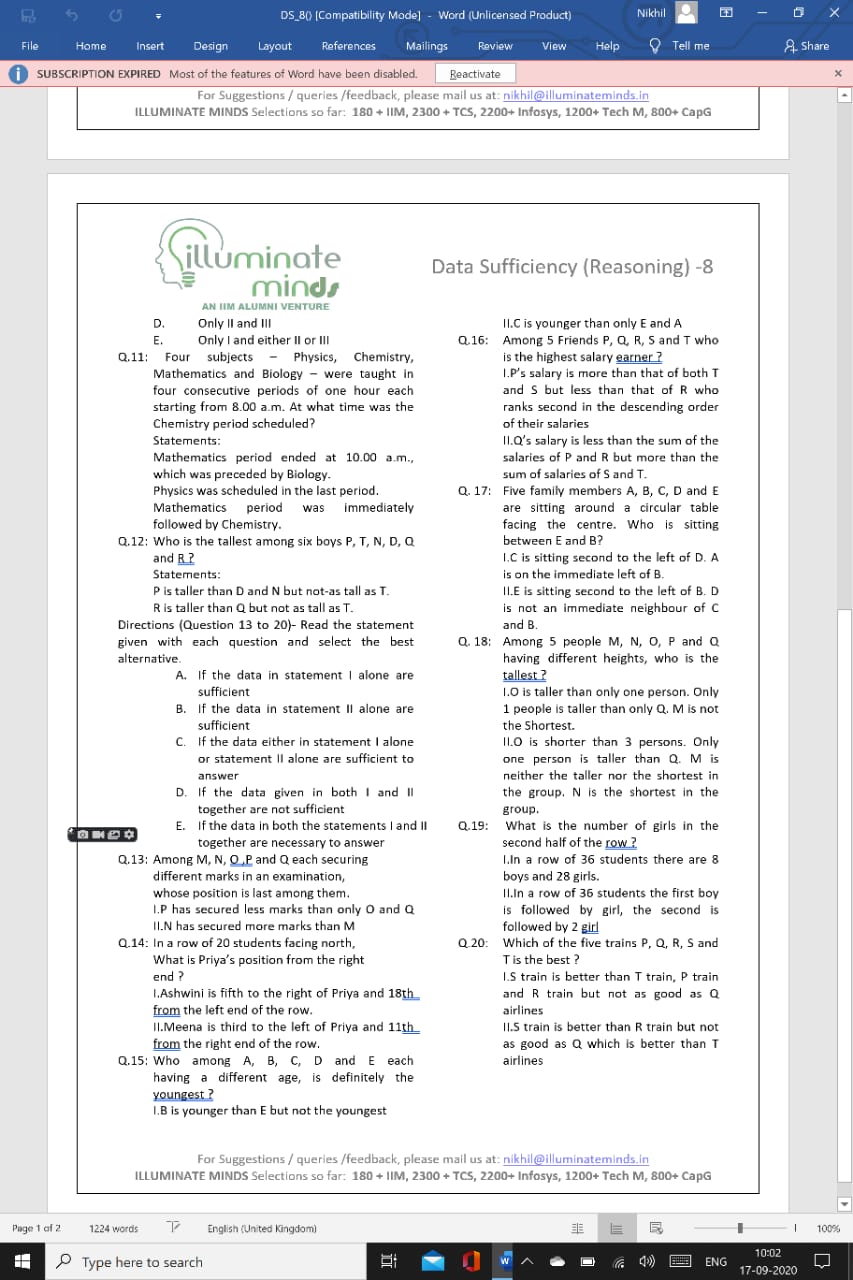 DS_8() [Compatibility Mode] - Word (Unlicensed Product)
Nikhil
File Home Insert Design Layout References Mailings Review View Help Tell me Share
SUBSCRIPTION EXPIRED Most of the features of Word have been disabled. Reactivate
For Suggestions / queries /feedback, please mail us at: nikhil@illuminateminds.in
ILLUMINATE MINDS Selections so far: 180 + IIM, 2300 + TCS, 2200+ Infosys, 1200+ Tech M, 800+ CapG
illuminate
minds
AN IIM ALUMNI VENTURE
Data Sufficiency (Reasoning) -8
D. Only II and III
E. Only I and either II or III
Q.11: Four subjects – Physics, Chemistry,
Mathematics and Biology – were taught in
four consecutive periods of one hour each
starting from 8.00 a.m. At what time was the
Chemistry period scheduled?
Statements:
Mathematics period ended at 10.00 a.m.,
which was preceded by Biology.
Physics was scheduled in the last period.
Mathematics period was immediately
followed by Chemistry.
Q.12: Who is the tallest among six boys P, T, N, D, Q
and R ?
Statements:
P is taller than D and N but not-as tall as T.
R is taller than Q but not as tall as T.
Directions (Question 13 to 20)- Read the statement
given with each question and select the best
alternative.
A. If the data in statement I alone are
sufficient
B. If the data in statement II alone are
sufficient
C. If the data either in statement I alone
or statement II alone are sufficient to
answer
D. If the data given in both I and II
together are not sufficient
E. If the data in both the statements I and II
together are necessary to answer
Q.13: Among M, N, O ,P and Q each securing
different marks in an examination,
whose position is last among them.
I.P has secured less marks than only O and Q
II.N has secured more marks than M
Q.14: In a row of 20 students facing north,
What is Priya's position from the right
end ?
I.Ashwini is fifth to the right of Priya and 18th
from the left end of the row.
II.Meena is third to the left of Priya and 11th
from the right end of the row.
Q.15: Who among A, B, C, D and E each
having a different age, is definitely the
youngest ?
I.B is younger than E but not the youngest
II.C is younger than only E and A
Q.16: Among 5 Friends P, Q, R, S and T who
is the highest salary earner ?
I.P's salary is more than that of both T
and S but less than that of R who
ranks second in the descending order
of their salaries
II.Q's salary is less than the sum of the
salaries of P and R but more than the
sum of salaries of S and T.
Q. 17: Five family members A, B, C, D and E
are sitting around a circular table
facing the centre. Who is sitting
between E and B?
I.C is sitting second to the left of D. A
is on the immediate left of B.
II.E is sitting second to the left of B. D
is not an immediate neighbour of C
and B.
Q. 18: Among 5 people M, N, O, P and Q
having different heights, who is the
tallest ?
I.O is taller than only one person. Only
1 people is taller than only Q. M is not
the Shortest.
II.O is shorter than 3 persons. Only
one person is taller than Q. M is
neither the taller nor the shortest in
the group. N is the shortest in the
group.
Q.19: What is the number of girls in the
second half of the row ?
I.In a row of 36 students there are 8
boys and 28 girls.
II.In a row of 36 students the first boy
is followed by girl, the second is
followed by 2 girl
Q.20: Which of the five trains P, Q, R, S and
T is the best ?
I.S train is better than T train, P train
and R train but not as good as Q
airlines
II.S train is better than R train but not
as good as Q which is better than T
airlines
For Suggestions / queries /feedback, please mail us at: nikhil@illuminateminds.in
ILLUMINATE MINDS Selections so far: 180 + IIM, 2300 + TCS, 2200+ Infosys, 1200+ Tech M, 800+ CapG
Page 1 of 2 1224 words English (United Kingdom) 100%
Type here to search
ENG
10:02
17-09-2020